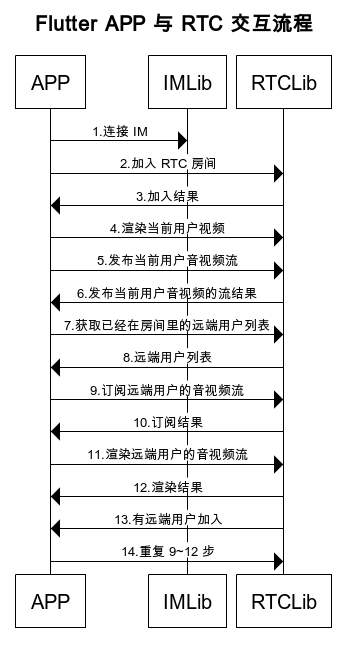 Flutter APP 与 RTC 交互流程
APP IMLib RTCLib
1.连接 IM
2.加入 RTC 房间
3.加入结果
4.渲染当前用户视频
5.发布当前用户音视频流
6.发布当前用户音视频的流结果
7.获取已经在房间里的远端用户列表
8.远端用户列表
9.订阅远端用户的音视频流
10.订阅结果
11.渲染远端用户的音视频流
12.渲染结果
13.有远端用户加入
14.重复 9~12 步
APP IMLib RTCLib